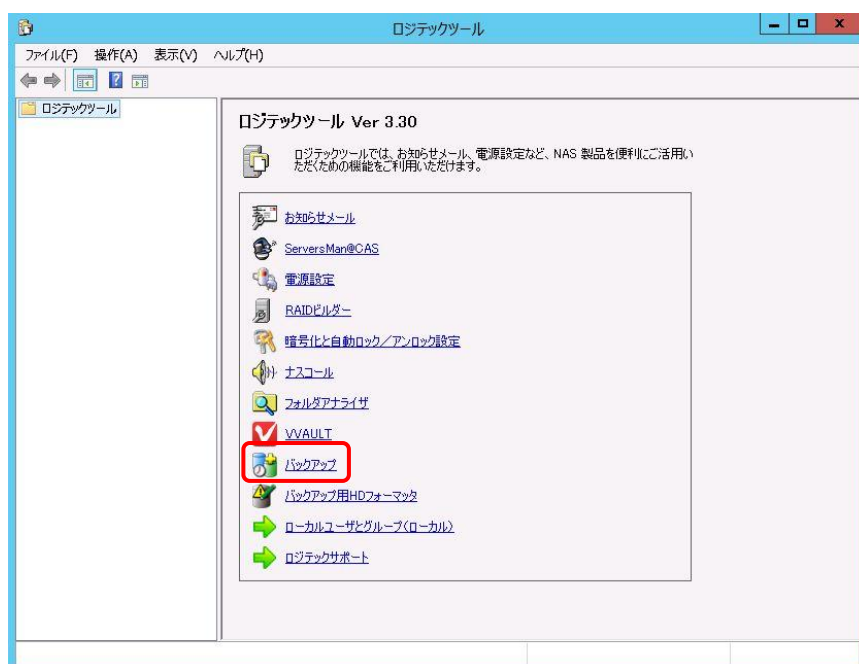 ロジテックツール
ファイル(F) 操作(A) 表示(V) ヘルプ(H)
ロジテックツール
ロジテックツール Ver 3.30
ロジテックツールでは、お知らせメール、電源設定など、NAS 製品を便利にご活用い
ただくための機能をご利用いただけます。
お知らせメール
ServersMan@CAS
電源設定
RAIDビルダー
暗号化と自動ロック／アンロック設定
ナスコール
フォルダアナライザ
VVAULT
バックアップ
バックアップ用HDフォーマッタ
ローカルユーザとグループ(ローカル)
ロジテックサポート